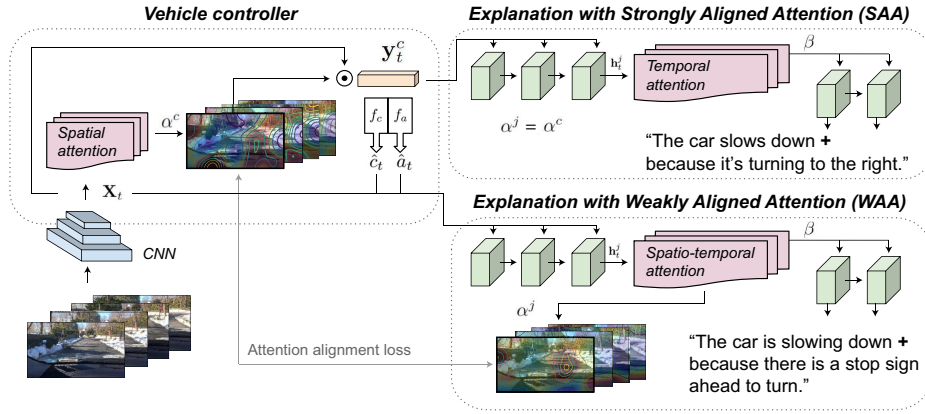 Vehicle controller
y_t^c
Spatial
attention
α^c
f_c
f_a
ĉ_t
â_t
X_t
CNN
Attention alignment loss
Explanation with Strongly Aligned Attention (SAA)
h_t^j
Temporal
attention
β
α^j = α^c
“The car slows down +
because it’s turning to the right.”
Explanation with Weakly Aligned Attention (WAA)
h_t^j
Spatio-temporal
attention
β
α^j
“The car is slowing down +
because there is a stop sign
ahead to turn.”